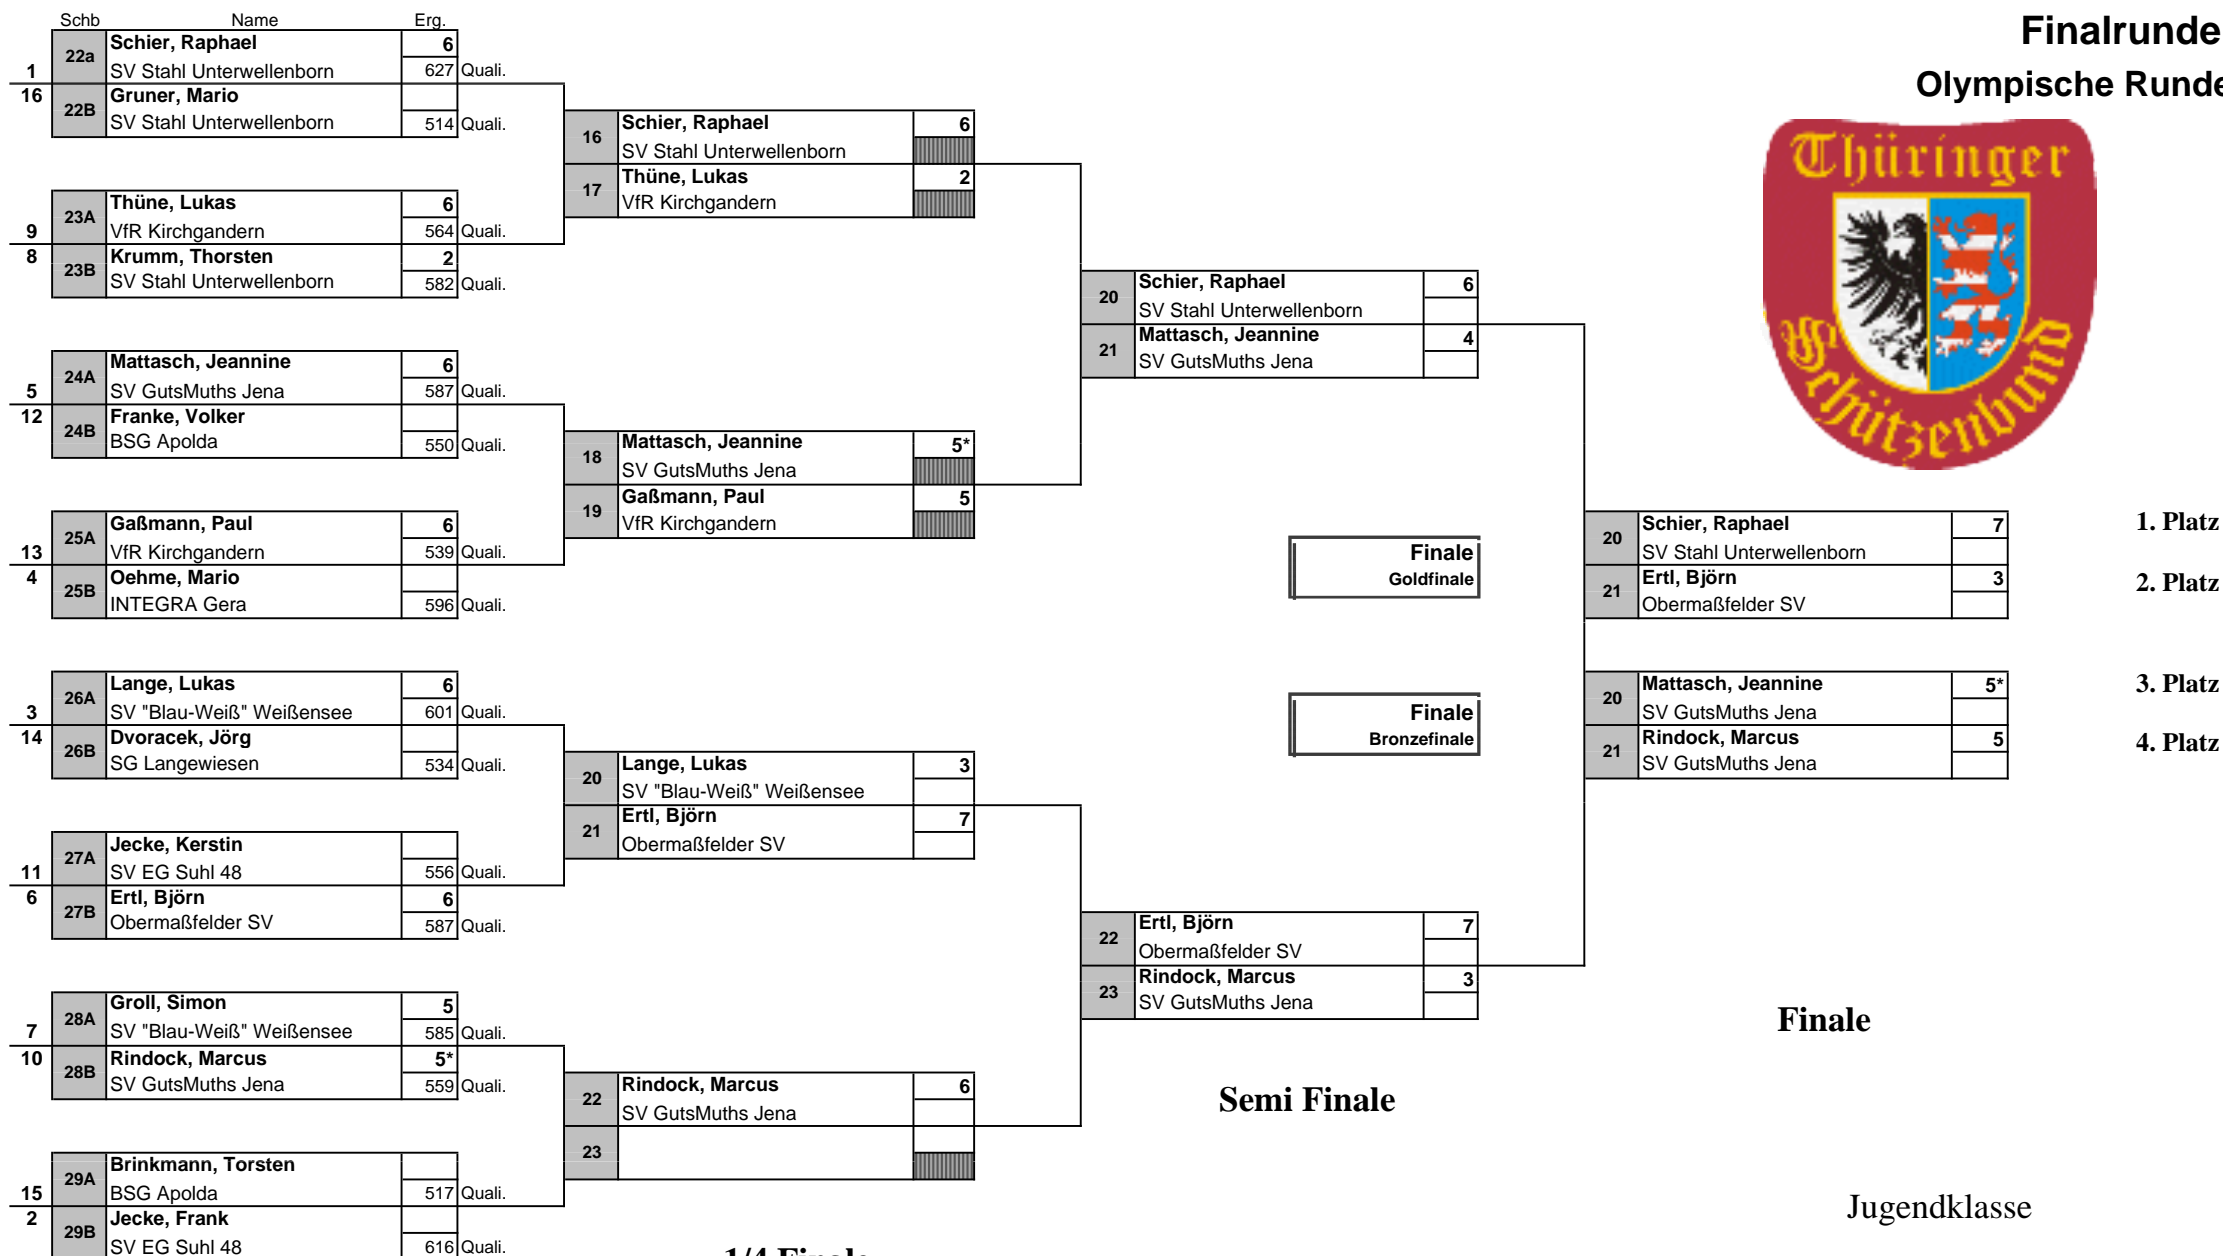 Schb Name Erg.
Finalrunde
Olympische Runde
22a Schier, Raphael 6
1 SV Stahl Unterwellenborn 627 Quali.
16 22B Gruner, Mario
SV Stahl Unterwellenborn 514 Quali.
23A Thüne, Lukas 6
9 VfR Kirchgandern 564 Quali.
8 23B Krumm, Thorsten 2
SV Stahl Unterwellenborn 582 Quali.
24A Mattasch, Jeannine 6
5 SV GutsMuths Jena 587 Quali.
12 24B Franke, Volker
BSG Apolda 550 Quali.
25A Gaßmann, Paul 6
13 VfR Kirchgandern 539 Quali.
4 25B Oehme, Mario
INTEGRA Gera 596 Quali.
26A Lange, Lukas 6
3 SV "Blau-Weiß" Weißensee 601 Quali.
14 26B Dvoracek, Jörg
SG Langewiesen 534 Quali.
27A Jecke, Kerstin
11 SV EG Suhl 48 556 Quali.
6 27B Ertl, Björn 6
Obermaßfelder SV 587 Quali.
28A Groll, Simon 5
7 SV "Blau-Weiß" Weißensee 585 Quali.
10 28B Rindock, Marcus 5*
SV GutsMuths Jena 559 Quali.
29A Brinkmann, Torsten
15 BSG Apolda 517 Quali.
2 29B Jecke, Frank
SV EG Suhl 48 616 Quali.
16 Schier, Raphael 6
SV Stahl Unterwellenborn
17 Thüne, Lukas 2
VfR Kirchgandern
18 Mattasch, Jeannine 5*
SV GutsMuths Jena
19 Gaßmann, Paul 5
VfR Kirchgandern
20 Lange, Lukas 3
SV "Blau-Weiß" Weißensee
21 Ertl, Björn 7
Obermaßfelder SV
22 Rindock, Marcus 6
SV GutsMuths Jena
23
1/4 Finale
20 Schier, Raphael 6
SV Stahl Unterwellenborn
21 Mattasch, Jeannine 4
SV GutsMuths Jena
Finale
Goldfinale
Finale
Bronzefinale
22 Ertl, Björn 7
Obermaßfelder SV
23 Rindock, Marcus 3
SV GutsMuths Jena
Semi Finale
Thüringer
Schützenbund
20 Schier, Raphael 7 1. Platz
SV Stahl Unterwellenborn
21 Ertl, Björn 3 2. Platz
Obermaßfelder SV
20 Mattasch, Jeannine 5* 3. Platz
SV GutsMuths Jena
21 Rindock, Marcus 5 4. Platz
SV GutsMuths Jena
Finale
Jugendklasse